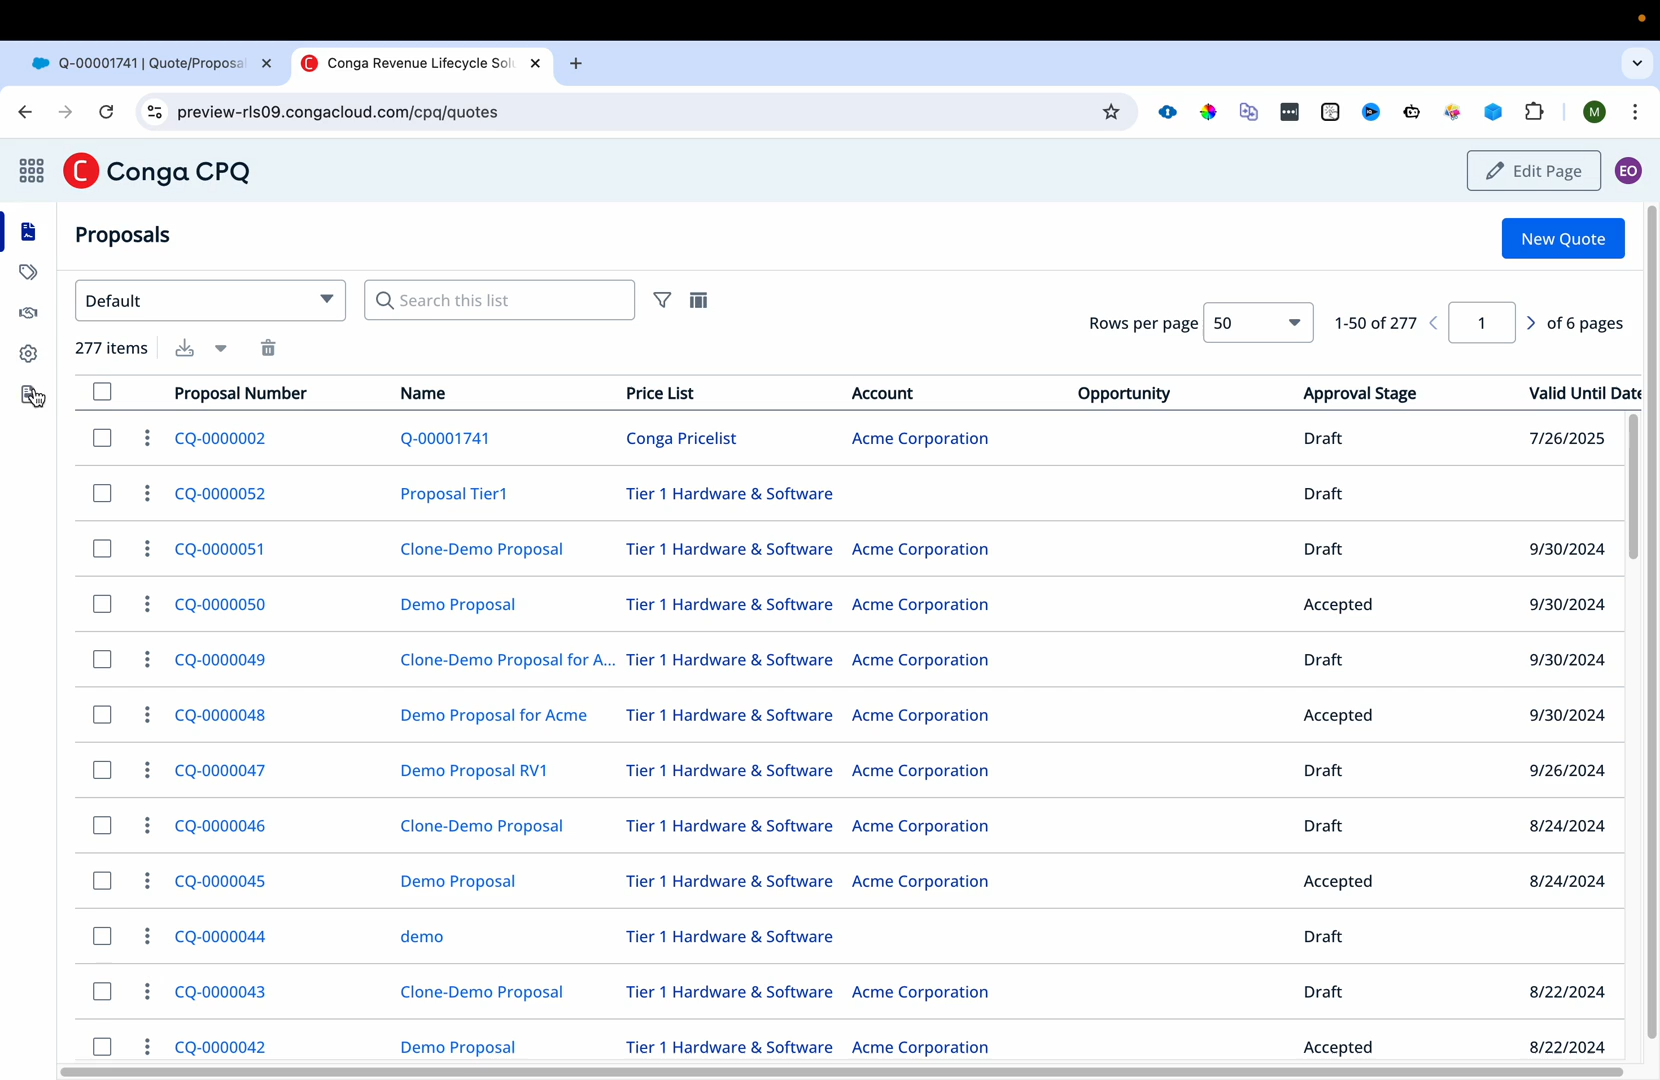 Q-00001741 | Quote/Proposa
Conga Revenue Lifecycle Solu
preview-rls09.congacloud.com/cpq/quotes
M
C Conga CPQ
Edit Page
EO
Proposals
New Quote
Default
Search this list
Rows per page 50 1-50 of 277 1 of 6 pages
277 items
Proposal Number Name Price List Account Opportunity Approval Stage Valid Until Date
CQ-0000002 Q-00001741 Conga Pricelist Acme Corporation Draft 7/26/2025
CQ-0000052 Proposal Tier1 Tier 1 Hardware & Software Draft
CQ-0000051 Clone-Demo Proposal Tier 1 Hardware & Software Acme Corporation Draft 9/30/2024
CQ-0000050 Demo Proposal Tier 1 Hardware & Software Acme Corporation Accepted 9/30/2024
CQ-0000049 Clone-Demo Proposal for A... Tier 1 Hardware & Software Acme Corporation Draft 9/30/2024
CQ-0000048 Demo Proposal for Acme Tier 1 Hardware & Software Acme Corporation Accepted 9/30/2024
CQ-0000047 Demo Proposal RV1 Tier 1 Hardware & Software Acme Corporation Draft 9/26/2024
CQ-0000046 Clone-Demo Proposal Tier 1 Hardware & Software Acme Corporation Draft 8/24/2024
CQ-0000045 Demo Proposal Tier 1 Hardware & Software Acme Corporation Accepted 8/24/2024
CQ-0000044 demo Tier 1 Hardware & Software Draft
CQ-0000043 Clone-Demo Proposal Tier 1 Hardware & Software Acme Corporation Draft 8/22/2024
CQ-0000042 Demo Proposal Tier 1 Hardware & Software Acme Corporation Accepted 8/22/2024